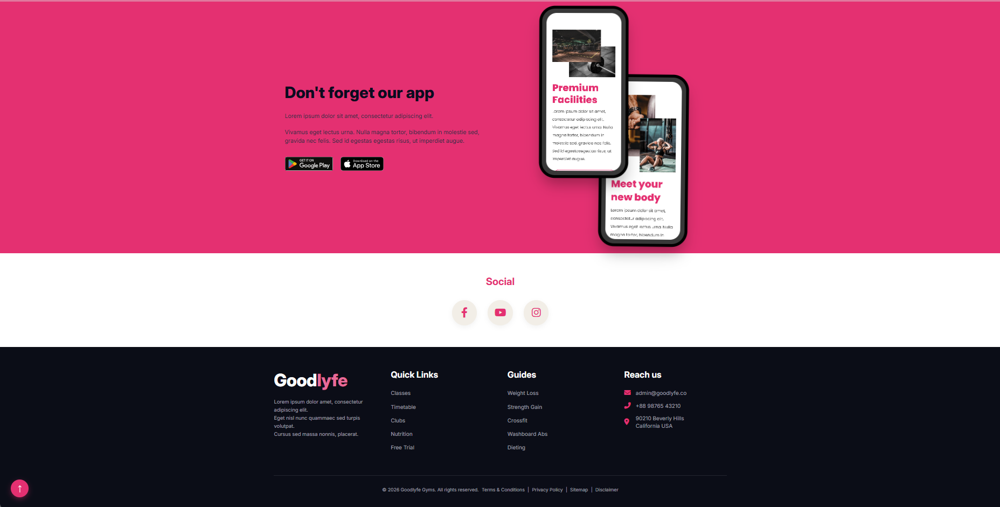 Don't forget our app
Lorem ipsum dolor sit amet, consectetur adipiscing elit.
Vivamus eget lectus urna. Nulla magna tortor, bibendum in molestie sed,
gravida nec felis. Sed id egestas egestas risus, ut imperdiet augue.
GET IT ON
Google Play
Download on the
App Store
Premium
Facilities
Lorem ipsum dolor sit amet,
consectetur adipiscing elit.
Vivamus eget lectus urna. Nulla
magna tortor, bibendum in
molestie sed, gravida nec felis.
Sed id egestas egestas risus, ut
imperdiet augue.
Meet your
new body
Lorem ipsum dolor sit amet,
consectetur adipiscing elit.
Vivamus eget lectus urna. Nulla
magna tortor, bibendum in
Social
Goodlyfe
Lorem ipsum dolor amet, consectetur
adipiscing elit.
Eget nisl nunc quammaec sed turpis
volutpat.
Cursus sed massa nonnis, placerat.
Quick Links
Classes
Timetable
Clubs
Nutrition
Free Trial
Guides
Weight Loss
Strength Gain
Crossfit
Washboard Abs
Dieting
Reach us
admin@goodlyfe.co
+88 98765 43210
90210 Beverly Hills
California USA
© 2026 Goodlyfe Gyms. All rights reserved. Terms & Conditions | Privacy Policy | Sitemap | Disclaimer